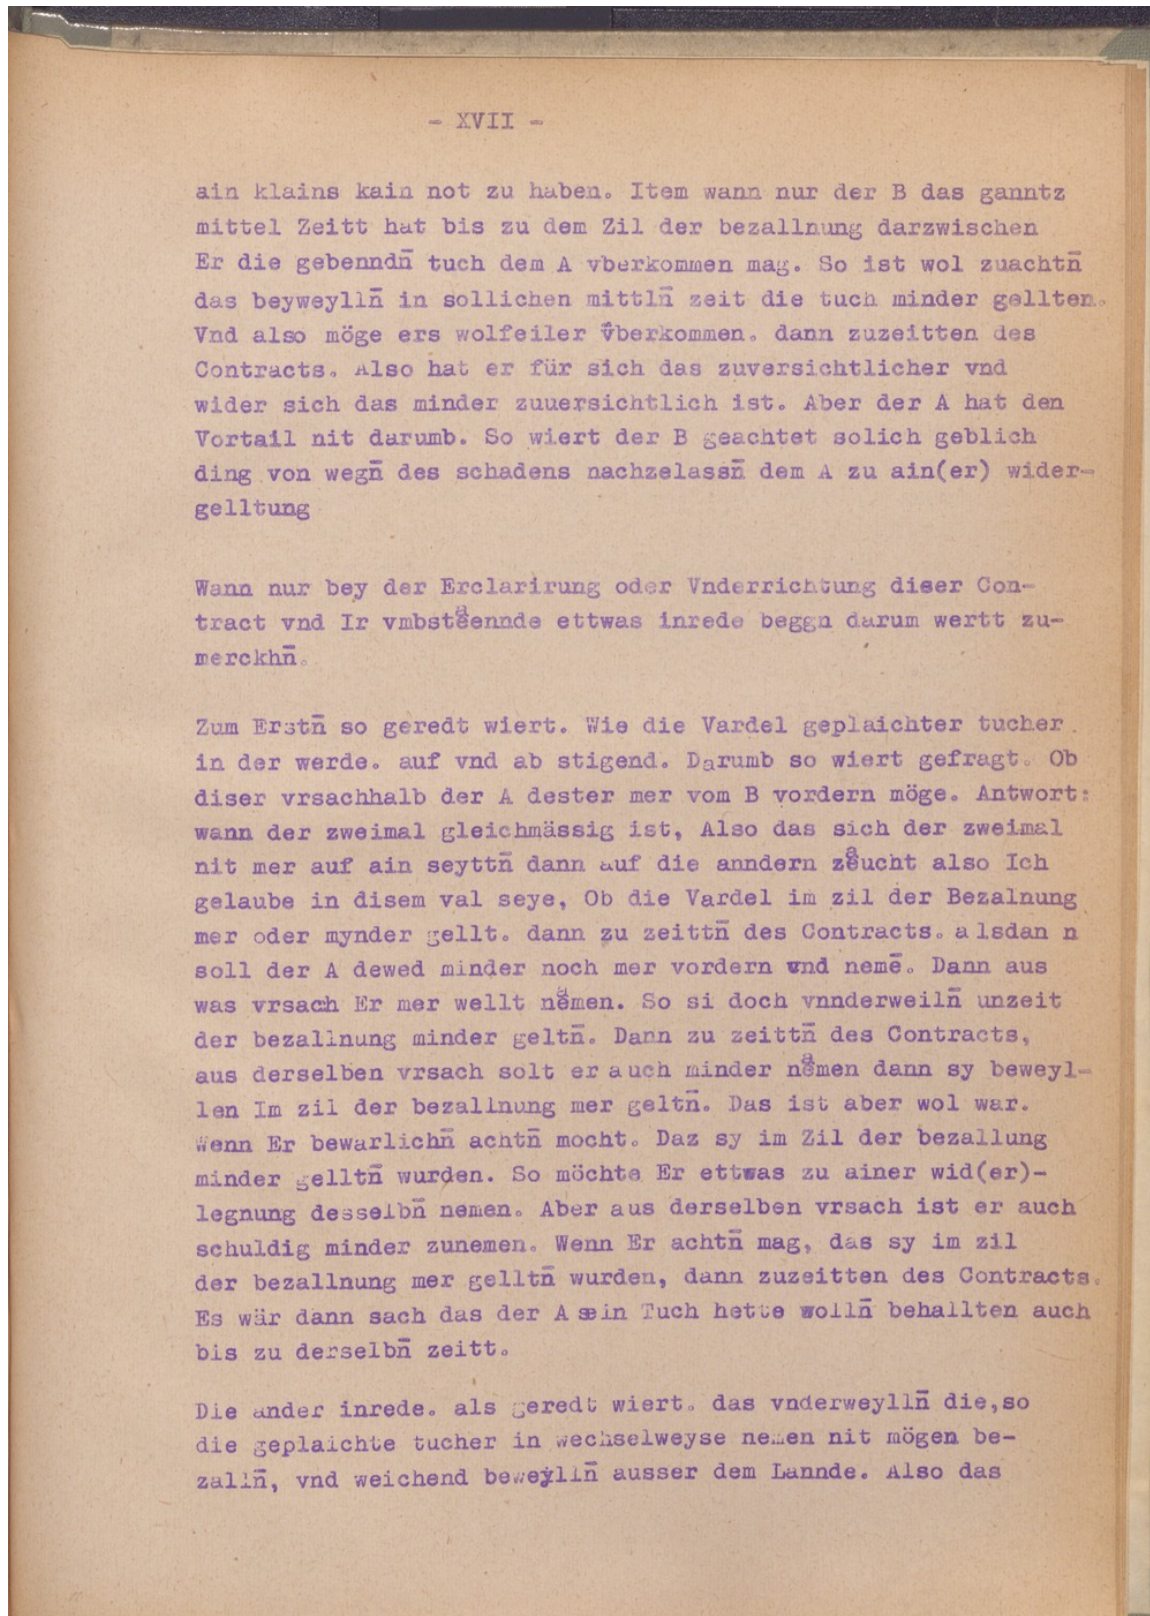 - XVII -
ain klains kain not zu haben. Item wann nur der B das ganntz
mittel Zeitt hat bis zu dem Zil der bezallnung darzwischen
Er die gebenndn̄ tuch dem A vberkommen mag. So ist wol zuachtn̄
das beyweylln̄ in sollichen mittln̄ zeit die tuch minder gellten.
Vnd also möge ers wolfeiler v̂berkommen. dann zuzeitten des
Contracts. Also hat er für sich das zuversichtlicher vnd
wider sich das minder zuuersichtlich ist. Aber der A hat den
Vortail nit darumb. So wiert der B geachtet solich geblich
ding von wegn̄ des schadens nachzelassn̄ dem A zu ain(er) wider-
gelltung
Wann nur bey der Erclarirung oder Vnderrichtung diser Con-
tract vnd Ir vmbsteͣennde ettwas inrede beggn darum wertt zu-
merckhn̄.
Zum Erstn̄ so geredt wiert. Wie die Vardel geplaichter tucher
in der werde. auf vnd ab stigend. Darumb so wiert gefragt. Ob
diser vrsachhalb der A dester mer vom B vordern möge. Antwort:
wann der zweimal gleichmässig ist, Also das sich der zweimal
nit mer auf ain seyttn̄ dann auf die anndern zeͣucht also Ich
gelaube in disem val seye, Ob die Vardel im zil der Bezalnung
mer oder mynder gellt. dann zu zeittn̄ des Contracts. alsdan n
soll der A dewed minder noch mer vordern vnd nemē. Dann aus
was vrsach Er mer wellt neͣmen. So si doch vnnderweiln̄ unzeit
der bezallnung minder geltn̄. Dann zu zeittn̄ des Contracts,
aus derselben vrsach solt er auch minder neͣmen dann sy beweyl-
len Im zil der bezallnung mer geltn̄. Das ist aber wol war.
Wenn Er bewarlichn̄ achtn̄ mocht. Daz sy im Zil der bezallung
minder gelltn̄ wurden. So möchte Er ettwas zu ainer wid(er)-
legnung desselbn̄ nemen. Aber aus derselben vrsach ist er auch
schuldig minder zunemen. Wenn Er achtn̄ mag, das sy im zil
der bezallnung mer gelltn̄ wurden, dann zuzeitten des Contracts.
Es wär dann sach das der A sein Tuch hette wolln̄ behallten auch
bis zu derselbn̄ zeitt.
Die ander inrede. als geredt wiert. das vnderweylln̄ die,so
die geplaichte tucher in wechselweyse nemen nit mögen be-
zalln̄, vnd weichend beweylln̄ ausser dem Lannde. Also das